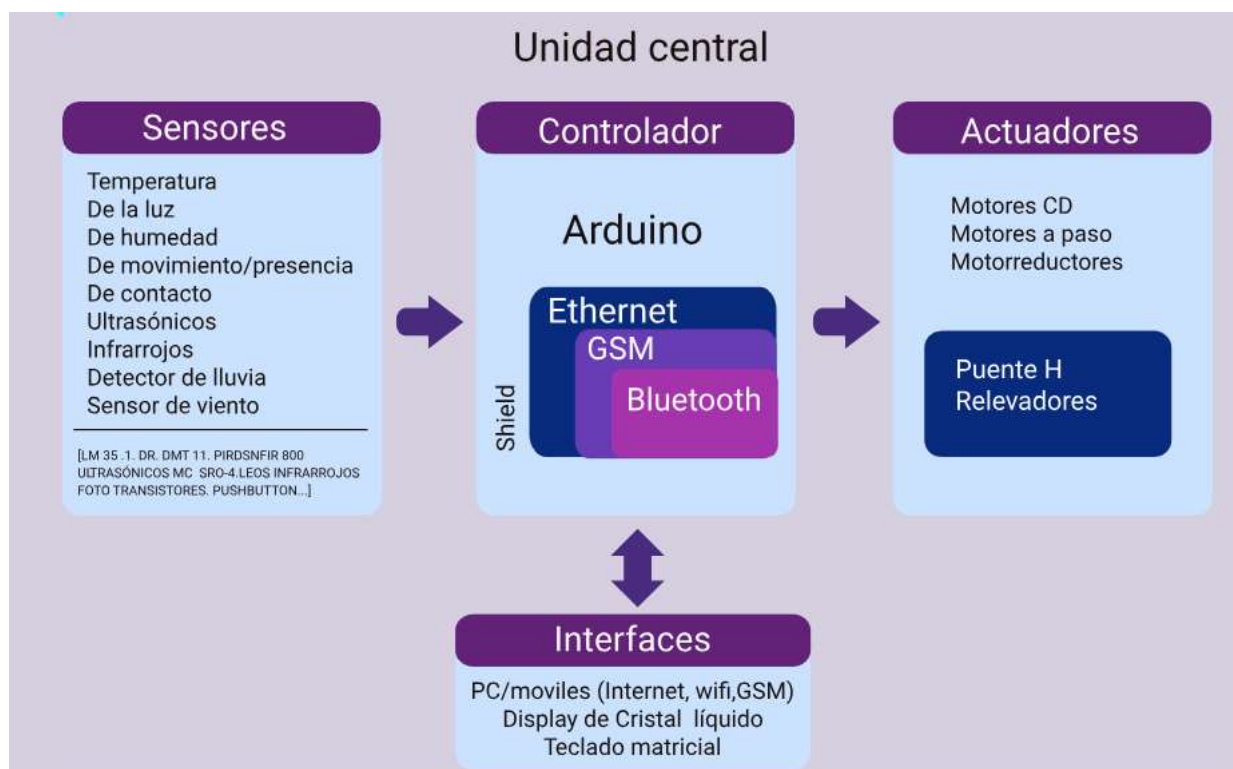 Unidad central
Sensores
Temperatura
De la luz
De humedad
De movimiento/presencia
De contacto
Ultrasónicos
Infrarrojos
Detector de lluvia
Sensor de viento
[LM 35 .1. DR. DMT 11. PIRDSNFIR 800
UITRASÓNICOS MC SRO-4.LEOS INFRARROJOS
FOTO TRANSISTORES. PUSHBUTTON...]
Controlador
Arduino
Shield
Ethernet
GSM
Bluetooth
Actuadores
Motores CD
Motores a paso
Motorreductores
Puente H
Relevadores
Interfaces
PC/moviles (Internet, wifi,GSM)
Display de Cristal líquido
Teclado matricial